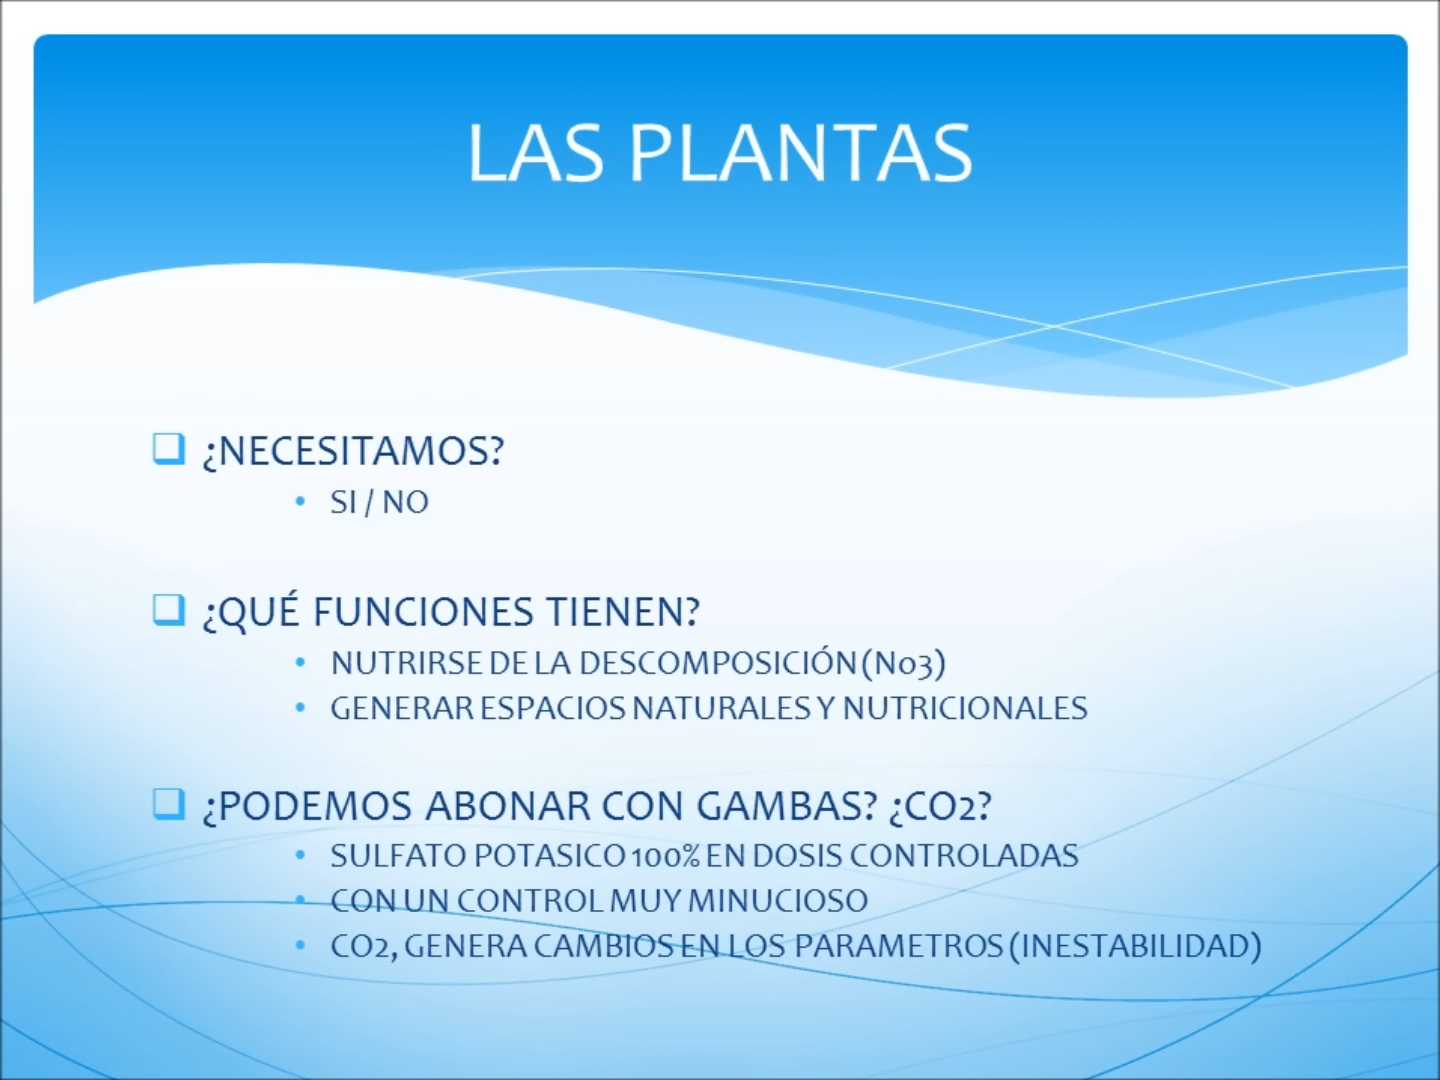 LAS PLANTAS
¿NECESITAMOS?
SI / NO
¿QUÉ FUNCIONES TIENEN?
NUTRIRSE DE LA DESCOMPOSICIÓN (No3)
GENERAR ESPACIOS NATURALES Y NUTRICIONALES
¿PODEMOS ABONAR CON GAMBAS? ¿CO2?
SULFATO POTASICO 100% EN DOSIS CONTROLADAS
CON UN CONTROL MUY MINUCIOSO
CO2, GENERA CAMBIOS EN LOS PARAMETROS (INESTABILIDAD)